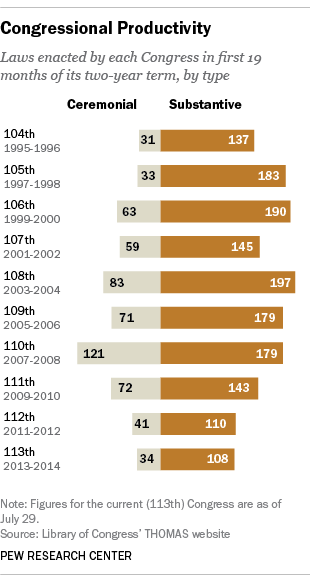 Congressional Productivity
Laws enacted by each Congress in first 19
months of its two-year term, by type
Ceremonial Substantive
104th
1995-1996
31 137
105th
1997-1998
33 183
106th
1999-2000
63 190
107th
2001-2002
59 145
108th
2003-2004
83 197
109th
2005-2006
71 179
110th
2007-2008
121 179
111th
2009-2010
72 143
112th
2011-2012
41 110
113th
2013-2014
34 108
Note: Figures for the current (113th) Congress are as of
July 29.
Source: Library of Congress' THOMAS website
PEW RESEARCH CENTER